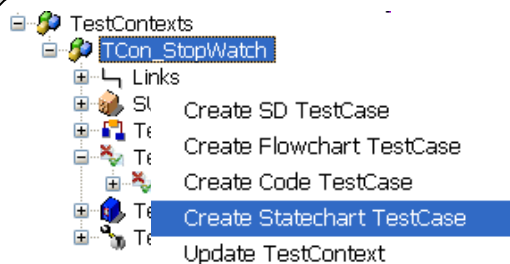 TestContexts
TCon_StopWatch
Links
Create SD TestCase
Create Flowchart TestCase
Create Code TestCase
Create Statechart TestCase
Update TestContext